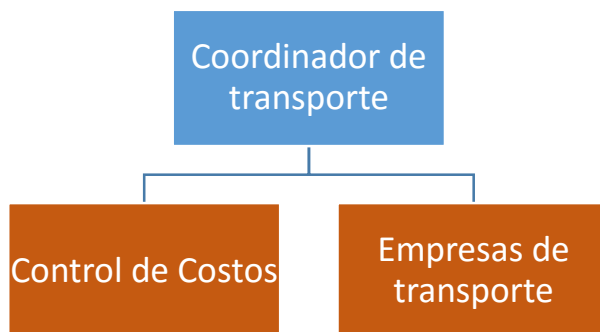 Coordinador de
transporte
Control de Costos
Empresas de
transporte